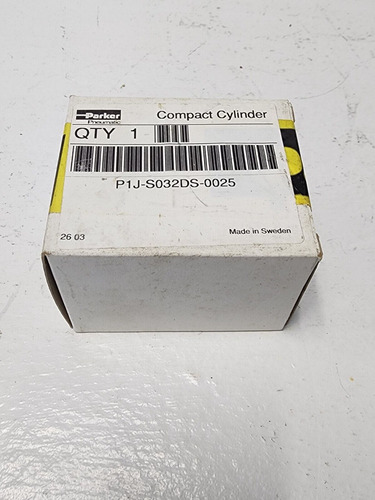 Parker
Pneumatic
Compact Cylinder
QTY 1
P1J-S032DS-0025
26 03
Made in Sweden